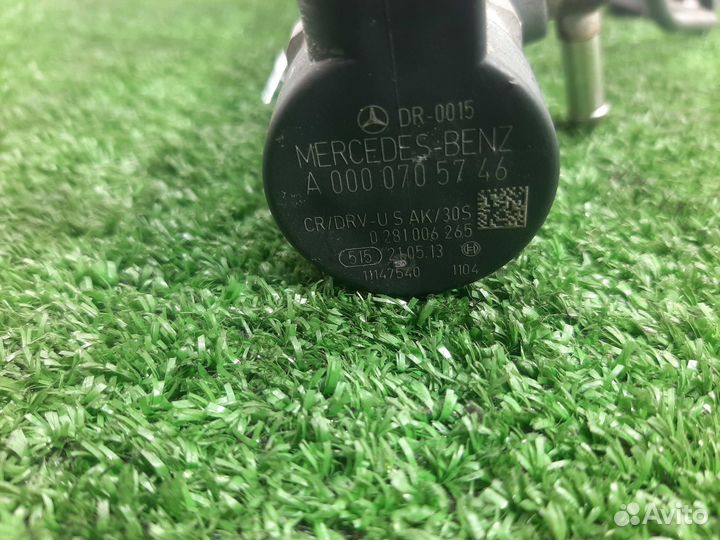 DR-0015
MERCEDES-BENZ
A 000 070 57 46
CR/DRV-U S AK/30S
0 281 006 265
515 21.05.13
11147540 1104
Avito